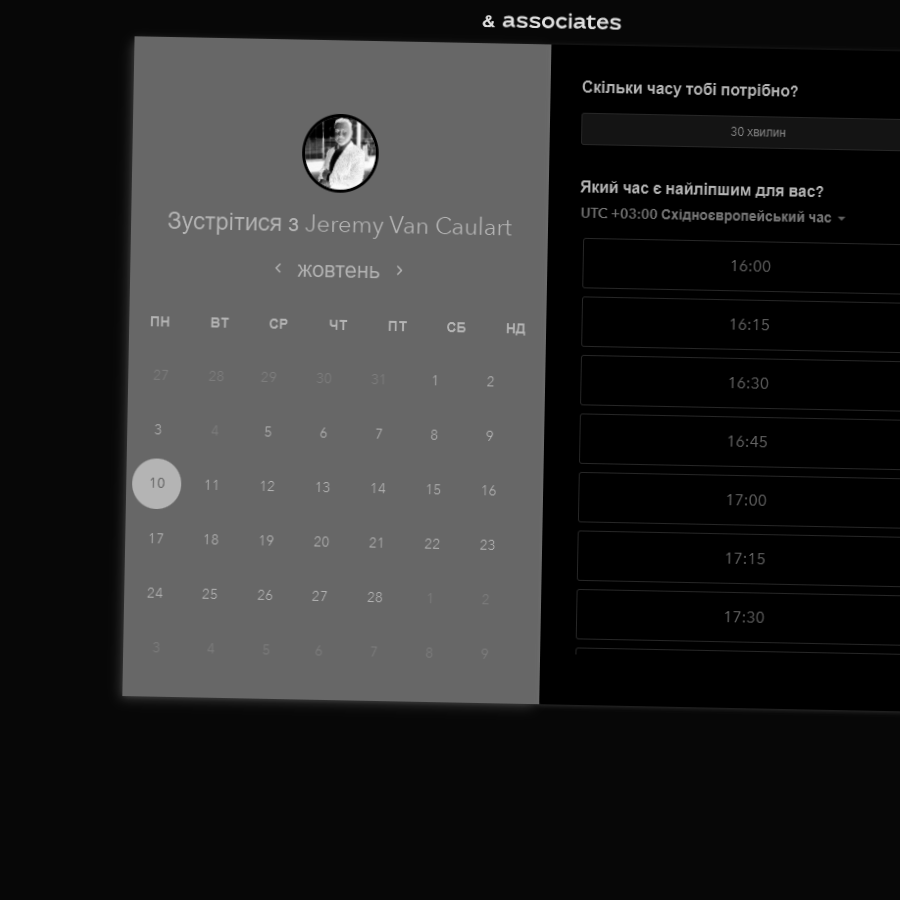 & associates
Зустрітися з Jeremy Van Caulart
жовтень
ПН ВТ СР ЧТ ПТ СБ НД
27 28 29 30 31 1 2
3 4 5 6 7 8 9
10 11 12 13 14 15 16
17 18 19 20 21 22 23
24 25 26 27 28 1 2
3 4 5 6 7 8 9
Скільки часу тобі потрібно?
30 хвилин
Який час є найліпшим для вас?
UTC +03:00 Східноєвропейський час
16:00
16:15
16:30
16:45
17:00
17:15
17:30